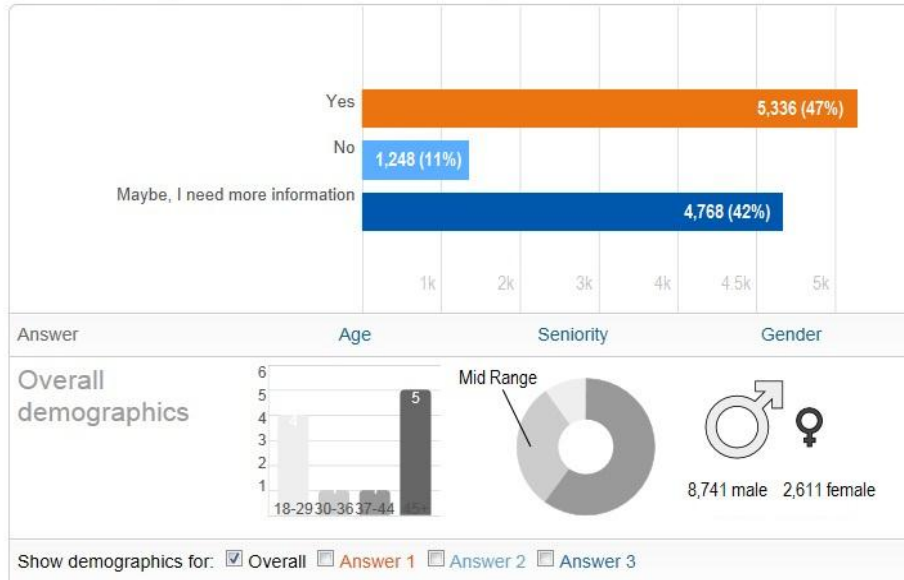 Yes
5,336 (47%)
No
1,248 (11%)
Maybe, I need more information
4,768 (42%)
1k 2k 3k 4k 4.5k 5k
Answer Age Seniority Gender
Overall
demographics
6
5
4
3
2
1
4
5
18-29 30-36 37-44 45+
Mid Range
8,741 male 2,611 female
Show demographics for: Overall Answer 1 Answer 2 Answer 3